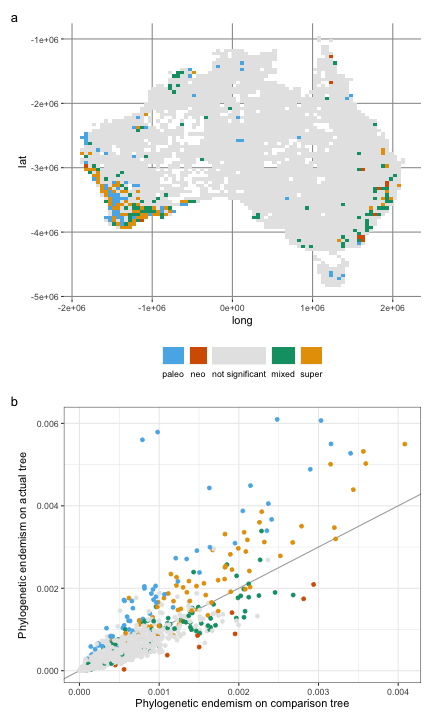 a
-1e+06
-2e+06
-3e+06
-4e+06
-5e+06
lat
-2e+06 -1e+06 0e+00 1e+06 2e+06
long
paleo neo not significant mixed super
b
0.006
0.004
0.002
0.000
Phylogenetic endemism on actual tree
0.000 0.001 0.002 0.003 0.004
Phylogenetic endemism on comparison tree